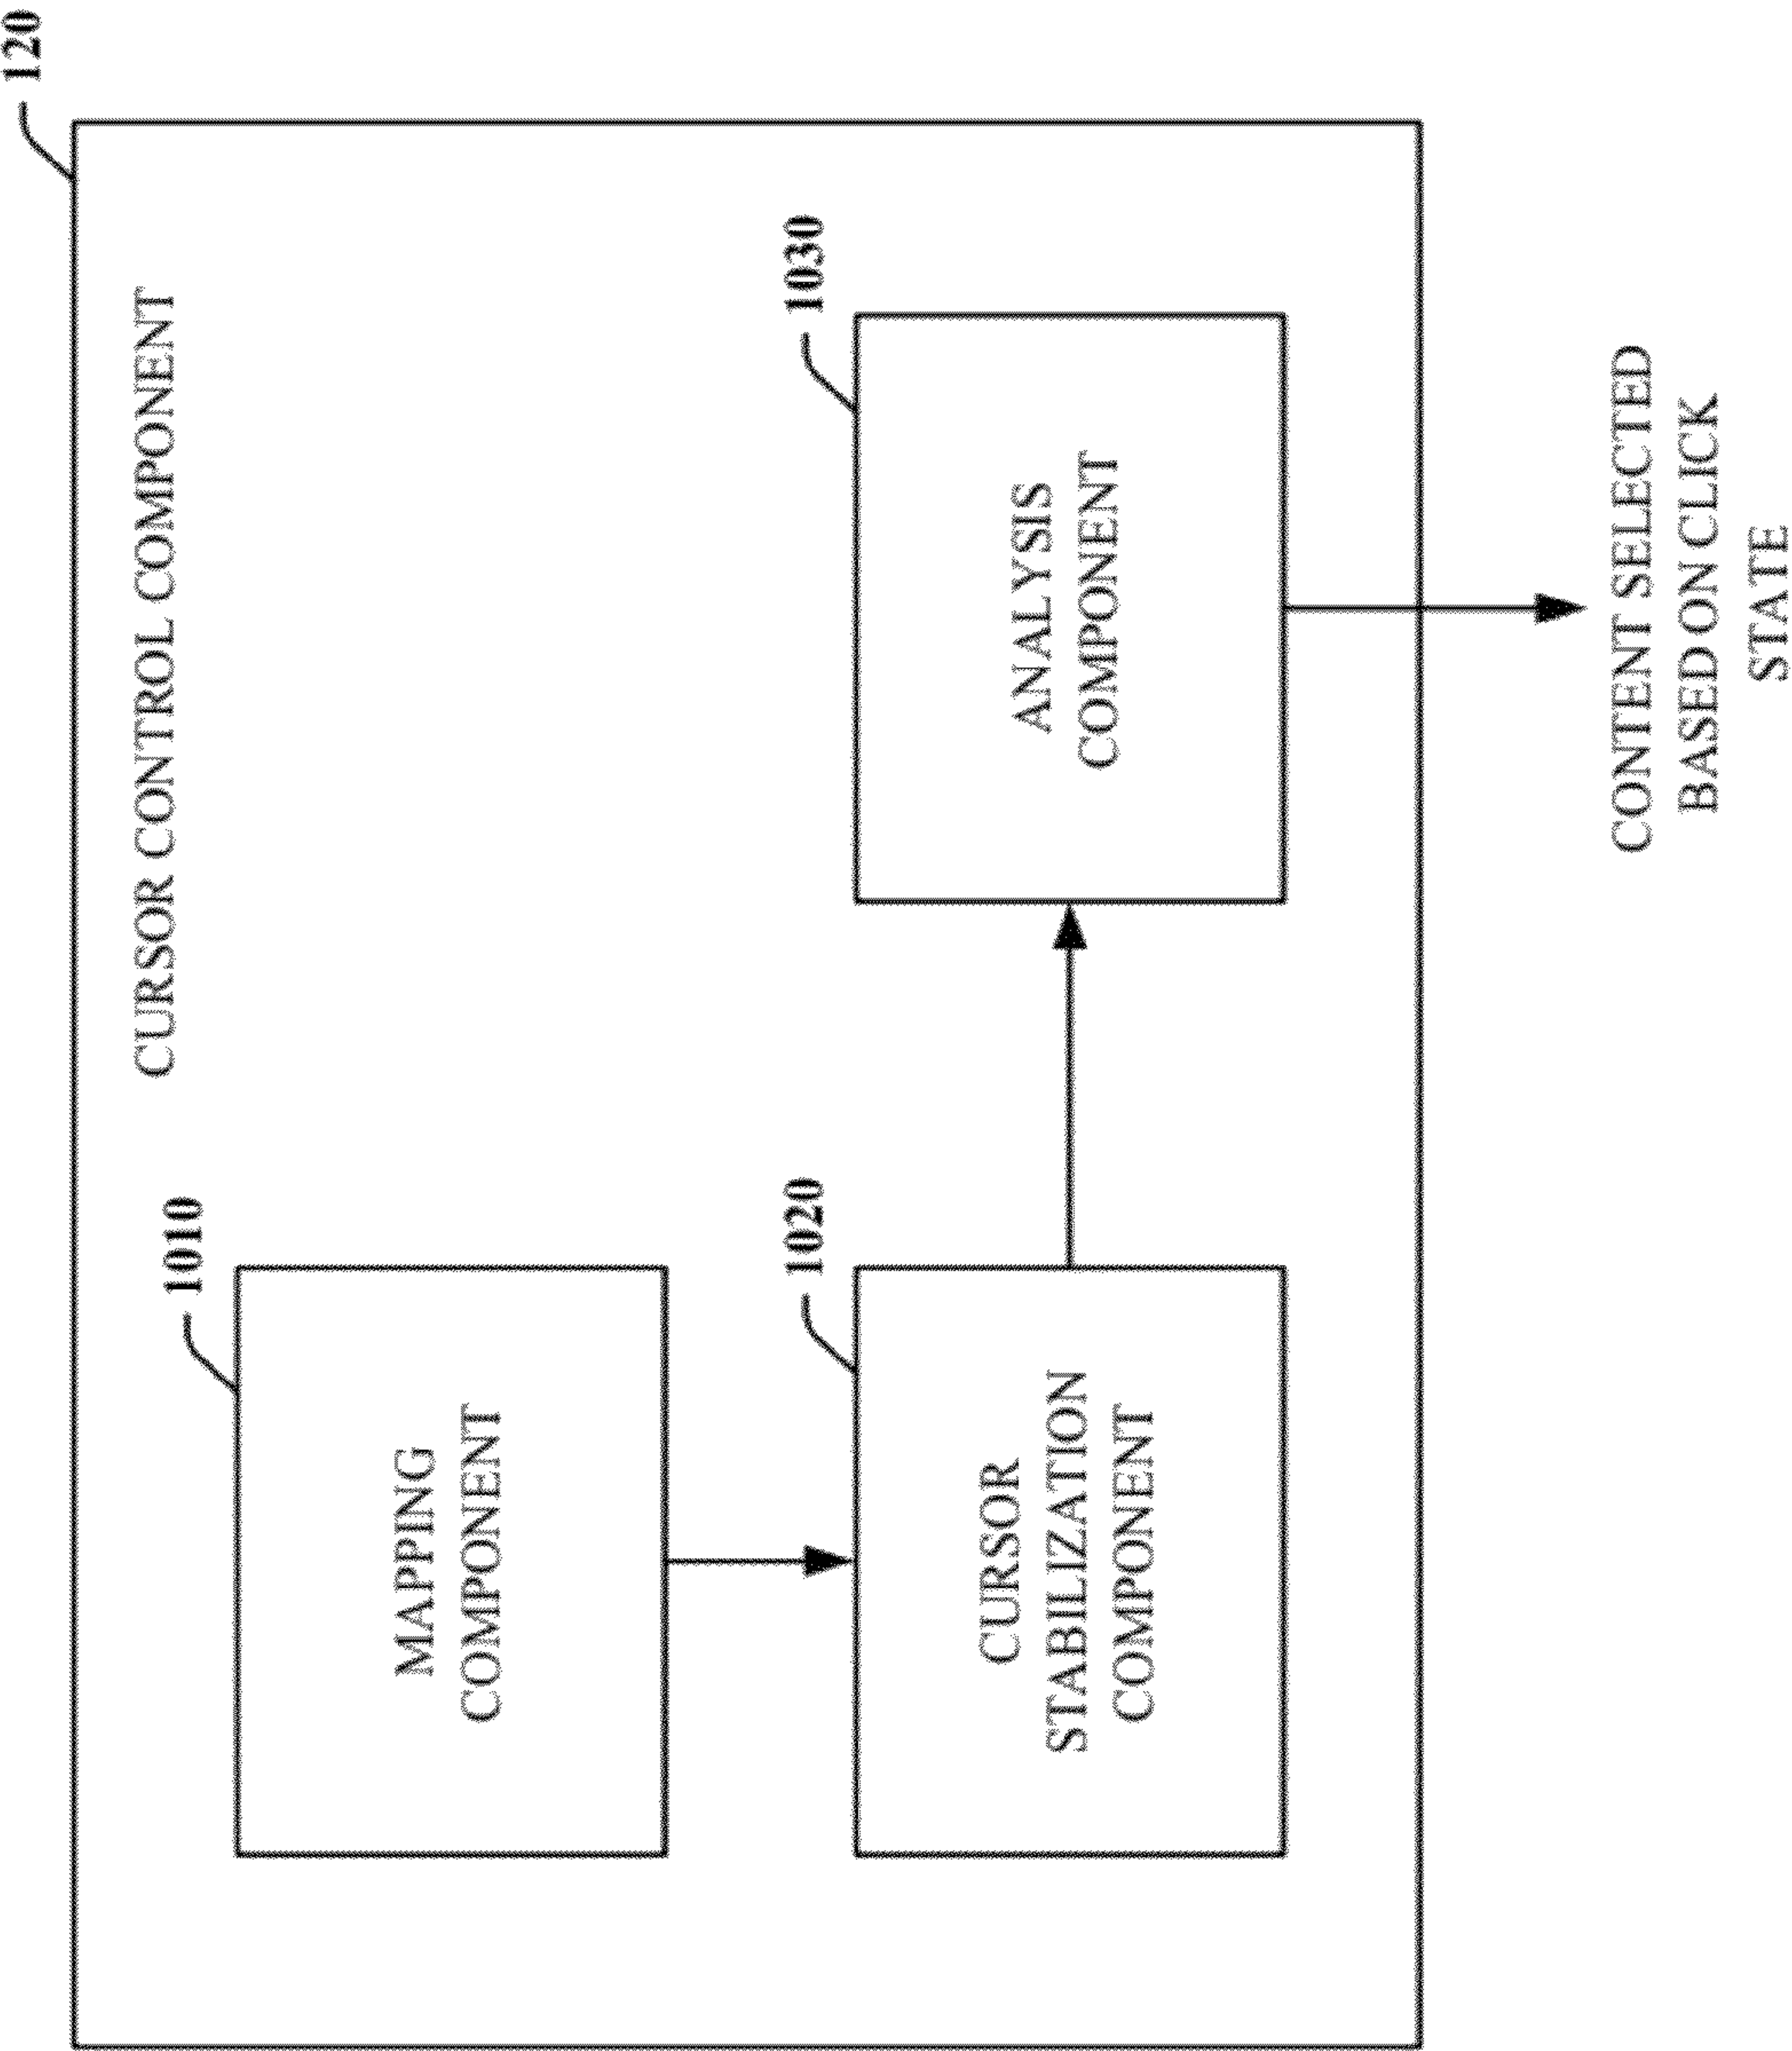 120
CURSOR CONTROL COMPONENT
1010
MAPPING
COMPONENT
1020
CURSOR
STABILIZATION
COMPONENT
1030
ANALYSIS
COMPONENT
CONTENT SELECTED
BASED ON CLICK
STATE